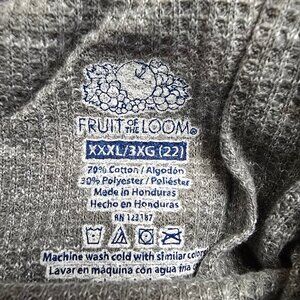 FRUIT OF THE LOOM®
XXXL/3XG (22)
70% Cotton / Algodón
30% Polyester / Poliéster
Made in Honduras
Hecho en Honduras
RN 123187
Machine wash cold with similar colors
Lavar en máquina con agua fría